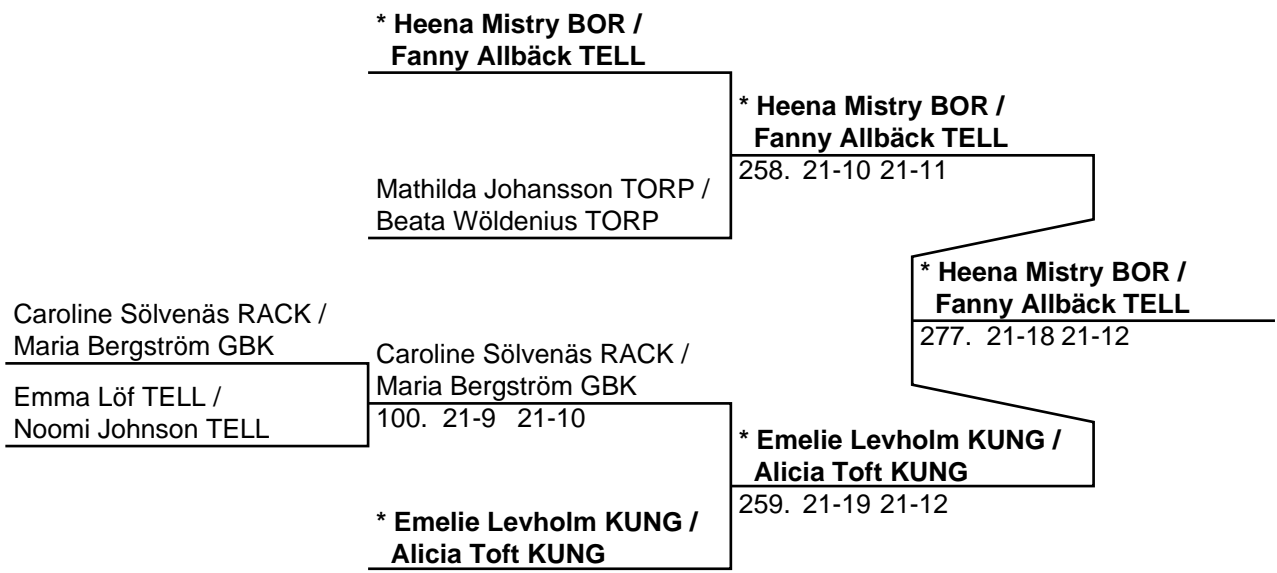 * Heena Mistry BOR /
Fanny Allbäck TELL
* Heena Mistry BOR /
Fanny Allbäck TELL
258. 21-10 21-11
Mathilda Johansson TORP /
Beata Wöldenius TORP
* Heena Mistry BOR /
Fanny Allbäck TELL
277. 21-18 21-12
Caroline Sölvenäs RACK /
Maria Bergström GBK
Caroline Sölvenäs RACK /
Maria Bergström GBK
100. 21-9 21-10
Emma Löf TELL /
Noomi Johnson TELL
* Emelie Levholm KUNG /
Alicia Toft KUNG
259. 21-19 21-12
* Emelie Levholm KUNG /
Alicia Toft KUNG